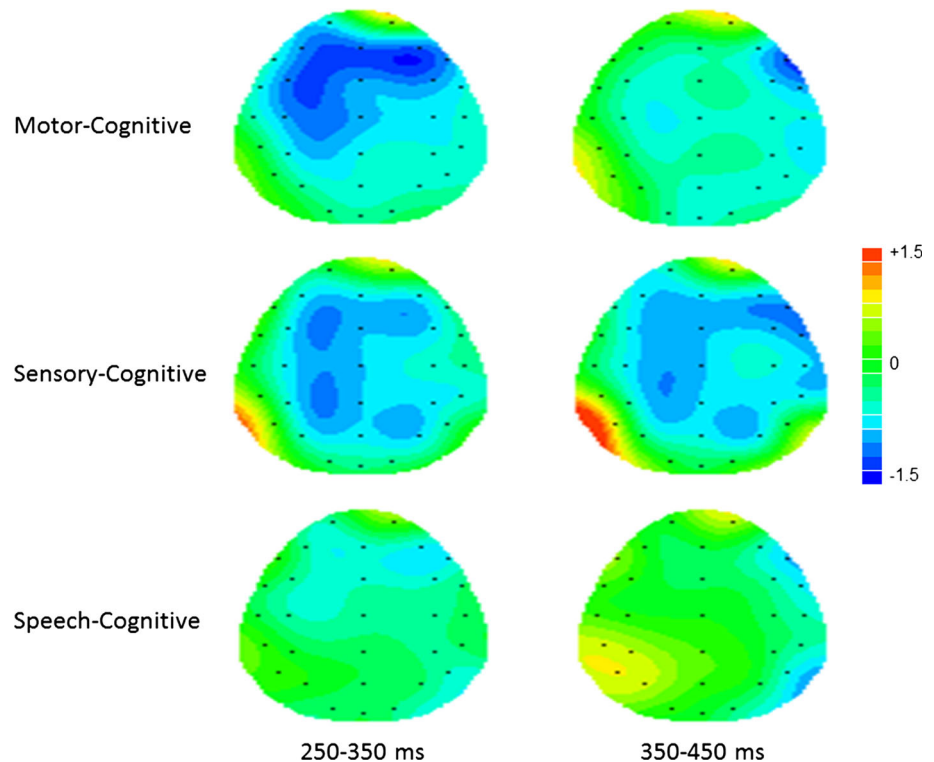 Motor-Cognitive
Sensory-Cognitive
+1.5
0
-1.5
Speech-Cognitive
250-350 ms
350-450 ms